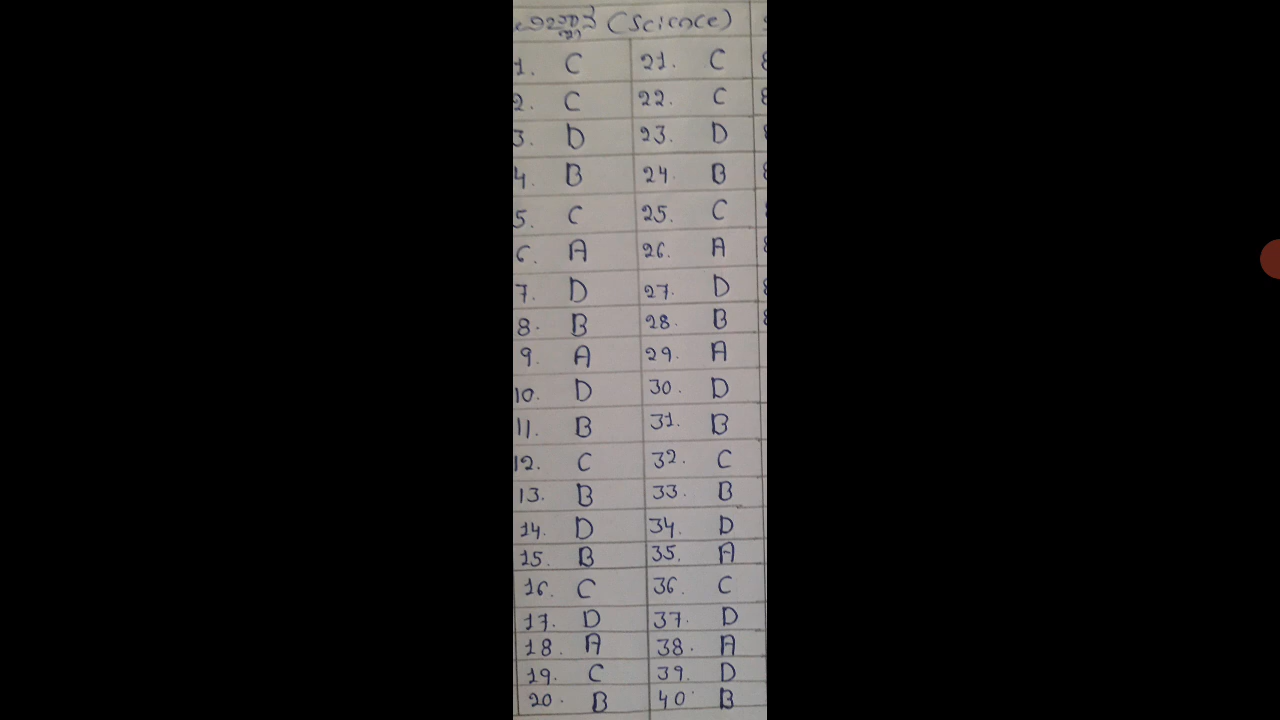 ವಿಜ್ಞಾನ (Science)
1. C 21. C
2. C 22. C
3. D 23. D
4. B 24. B
5. C 25. C
6. A 26. A
7. D 27. D
8. B 28. B
9. A 29. A
10. D 30. D
11. B 31. B
12. C 32. C
13. B 33. B
14. D 34. D
15. B 35. A
16. C 36. C
17. D 37. D
18. A 38. A
19. C 39. D
20. B 40. B